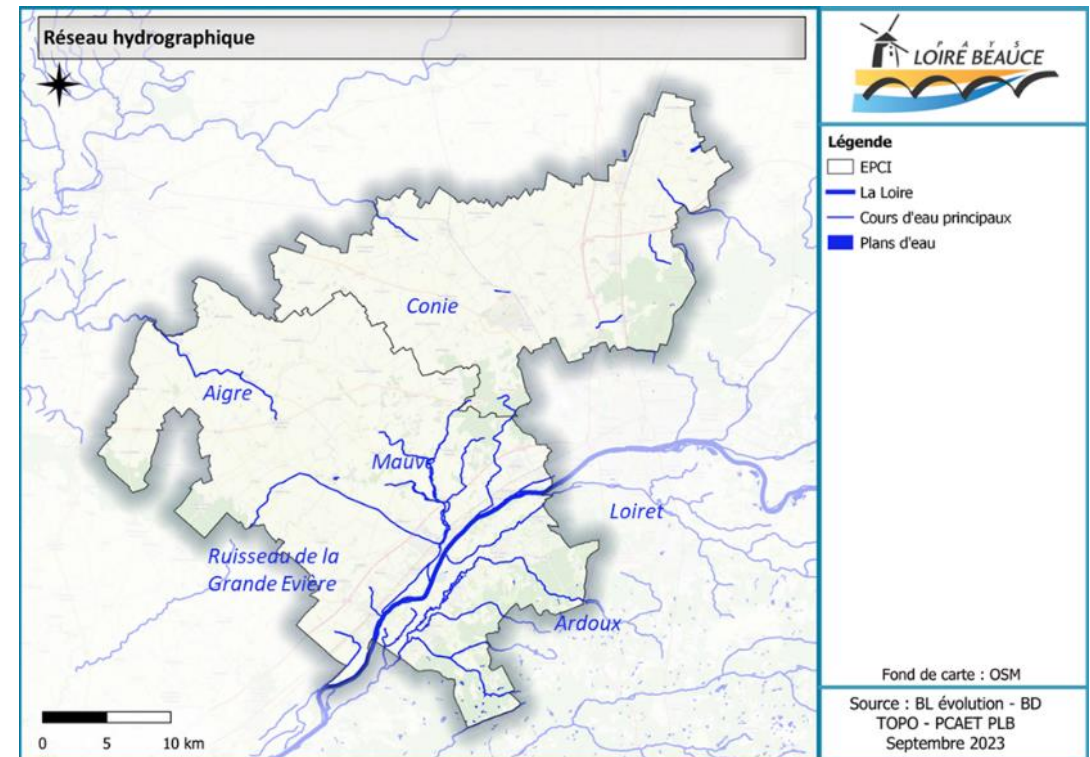 Réseau hydrographique
PAYS
LOIRE BEAUCE
Légende
EPCI
La Loire
Cours d'eau principaux
Plans d'eau
Conie
Aigre
Mauve
Loiret
Ruisseau de la
Grande Evière
Ardoux
0 5 10 km
Fond de carte : OSM
Source : BL évolution - BD
TOPO - PCAET PLB
Septembre 2023